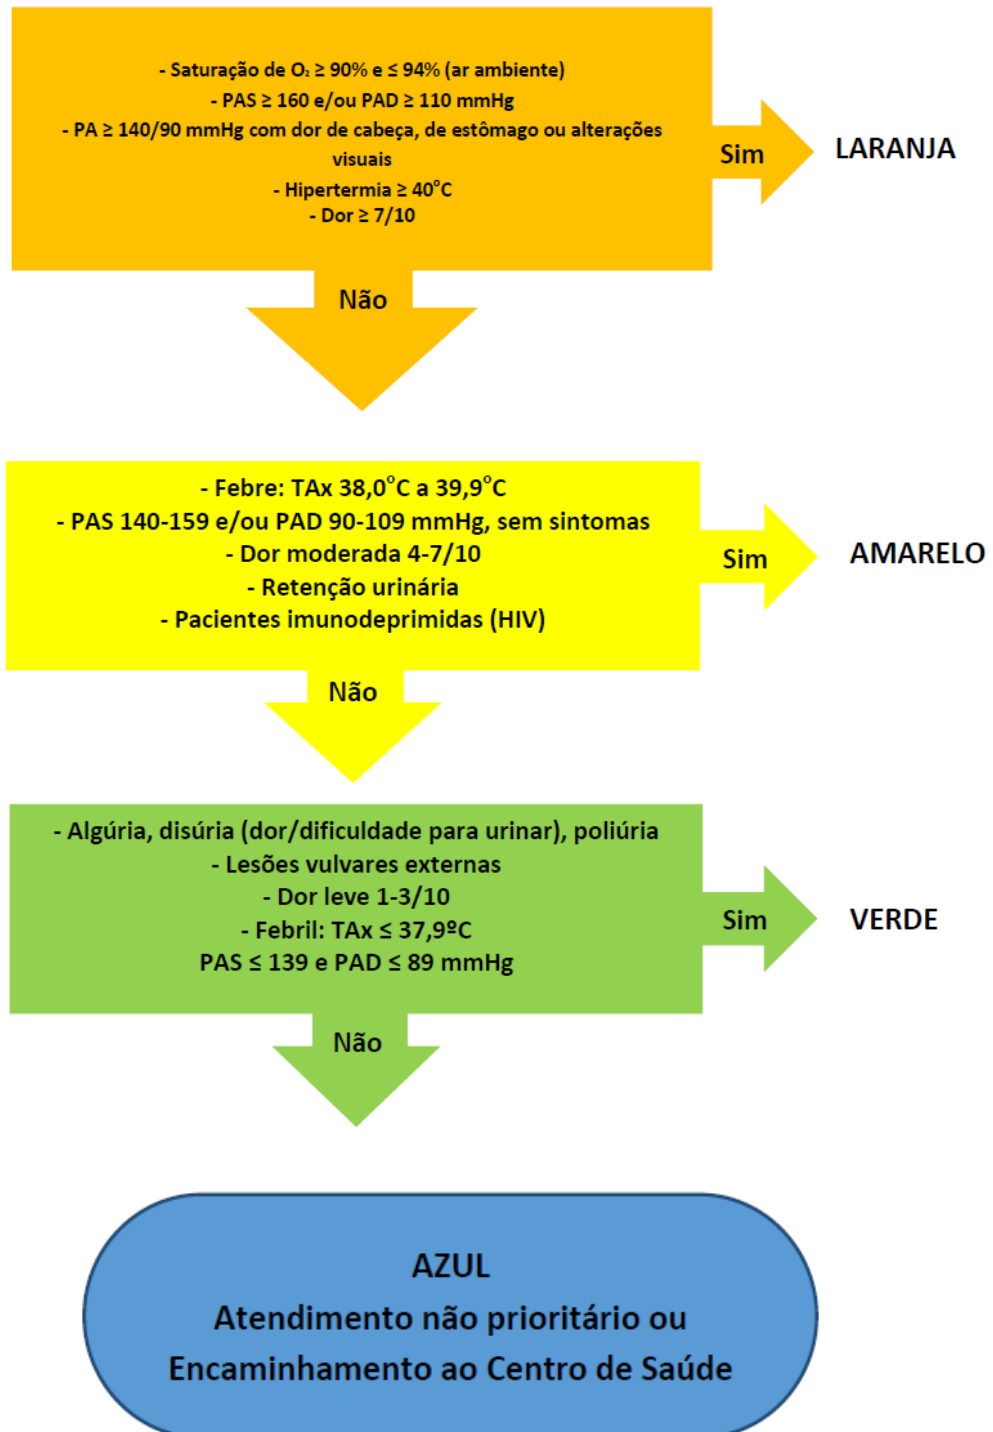 - Saturação de O₂ ≥ 90% e ≤ 94% (ar ambiente)
- PAS ≥ 160 e/ou PAD ≥ 110 mmHg
- PA ≥ 140/90 mmHg com dor de cabeça, de estômago ou alterações
visuais
- Hipertermia ≥ 40°C
- Dor ≥ 7/10
Sim
LARANJA
Não
- Febre: TAx 38,0°C a 39,9°C
- PAS 140-159 e/ou PAD 90-109 mmHg, sem sintomas
- Dor moderada 4-7/10
- Retenção urinária
- Pacientes imunodeprimidas (HIV)
Sim
AMARELO
Não
- Algúria, disúria (dor/dificuldade para urinar), poliúria
- Lesões vulvares externas
- Dor leve 1-3/10
- Febril: TAx ≤ 37,9ºC
PAS ≤ 139 e PAD ≤ 89 mmHg
Sim
VERDE
Não
AZUL
Atendimento não prioritário ou
Encaminhamento ao Centro de Saúde